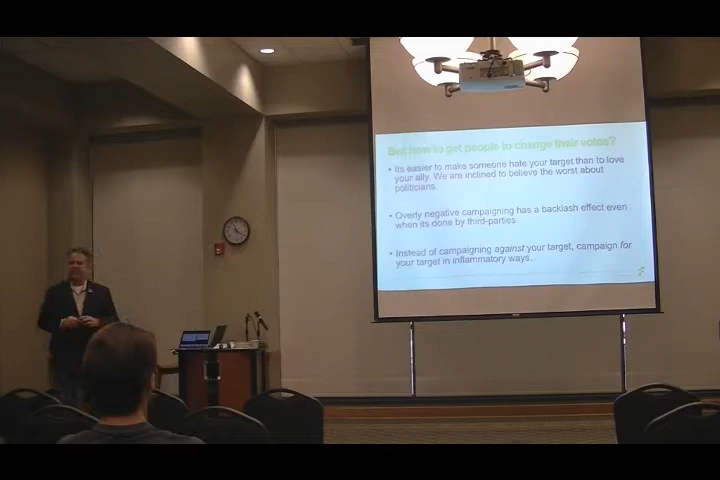 But how to get people to change their votes?
• Its easier to make someone hate your target than to love
your ally. We are inclined to believe the worst about
politicians.
• Overly negative campaigning has a backlash effect even
when its done by third-parties
• Instead of campaigning against your target, campaign for
your target in inflammatory ways.